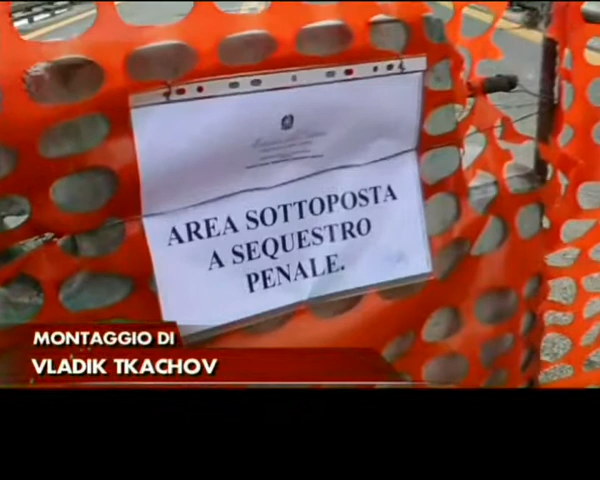 AREA SOTTOPOSTA
A SEQUESTRO
PENALE.
MONTAGGIO DI
VLADIK TKACHOV